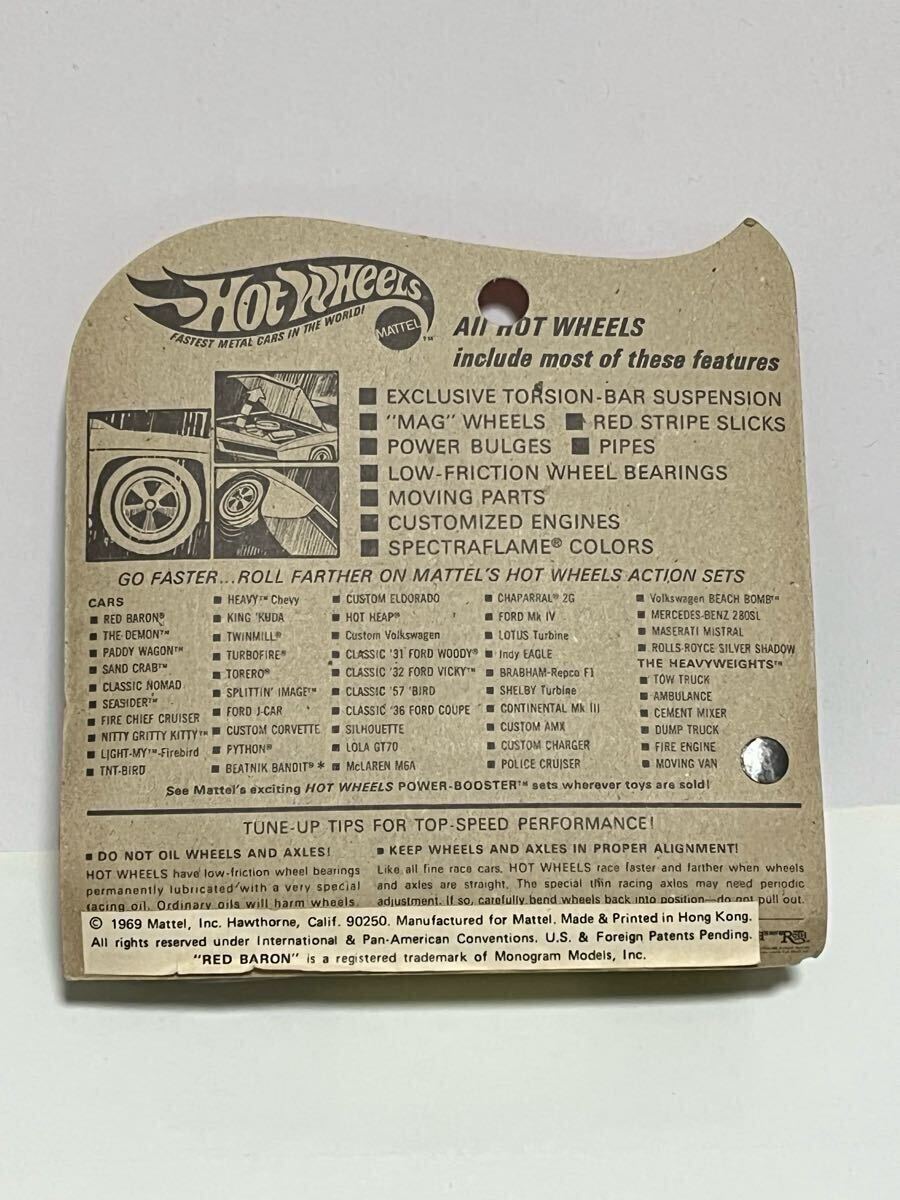 Hot Wheels
FASTEST METAL CARS IN THE WORLD!
MATTEL™
All HOT WHEELS
include most of these features
■ EXCLUSIVE TORSION-BAR SUSPENSION
■ "MAG" WHEELS ■ RED STRIPE SLICKS
■ POWER BULGES ■ PIPES
■ LOW-FRICTION WHEEL BEARINGS
■ MOVING PARTS
■ CUSTOMIZED ENGINES
■ SPECTRAFLAME® COLORS
GO FASTER...ROLL FARTHER ON MATTEL'S HOT WHEELS ACTION SETS
CARS
■ RED BARON®
■ THE DEMON™
■ PADDY WAGON™
■ SAND CRAB™
■ CLASSIC NOMAD
■ SEASIDER™
■ FIRE CHIEF CRUISER
■ NITTY GRITTY KITTY™
■ LIGHT-MY™-Firebird
■ TNT-BIRD
■ HEAVY™ Chevy
■ KING 'KUDA
■ TWINMILL®
■ TURBOFIRE®
■ TORERO®
■ SPLITTIN' IMAGE™
■ FORD J-CAR
■ CUSTOM CORVETTE
■ PYTHON®
■ BEATNIK BANDIT®*
■ CUSTOM ELDORADO
■ HOT HEAP®
■ Custom Volkswagen
■ CLASSIC '31 FORD WOODY®
■ CLASSIC '32 FORD VICKY™
■ CLASSIC '57 'BIRD
■ CLASSIC '36 FORD COUPE
■ SILHOUETTE
■ LOLA GT70
■ McLAREN M6A
■ CHAPARRAL® 2G
■ FORD Mk IV
■ LOTUS Turbine
■ Indy EAGLE
■ BRABHAM-Repco F1
■ SHELBY Turbine
■ CONTINENTAL Mk III
■ CUSTOM AMX
■ CUSTOM CHARGER
■ POLICE CRUISER
■ Volkswagen BEACH BOMB™
■ MERCEDES-BENZ 280SL
■ MASERATI MISTRAL
■ ROLLS-ROYCE SILVER SHADOW
THE HEAVYWEIGHTS™
■ TOW TRUCK
■ AMBULANCE
■ CEMENT MIXER
■ DUMP TRUCK
■ FIRE ENGINE
■ MOVING VAN
See Mattel's exciting HOT WHEELS POWER-BOOSTER™ sets wherever toys are sold!
TUNE-UP TIPS FOR TOP-SPEED PERFORMANCE!
■ DO NOT OIL WHEELS AND AXLES!
HOT WHEELS have low-friction wheel bearings
permanently lubricated with a very special
racing oil. Ordinary oils will harm wheels.
■ KEEP WHEELS AND AXLES IN PROPER ALIGNMENT!
Like all fine race cars, HOT WHEELS race faster and farther when wheels
and axles are straight. The special thin racing axles may need periodic
adjustment. If so, carefully bend wheels back into position—do not pull out.
© 1969 Mattel, Inc. Hawthorne, Calif. 90250. Manufactured for Mattel. Made & Printed in Hong Kong.
All rights reserved under International & Pan-American Conventions. U.S. & Foreign Patents Pending.
"RED BARON" is a registered trademark of Monogram Models, Inc.